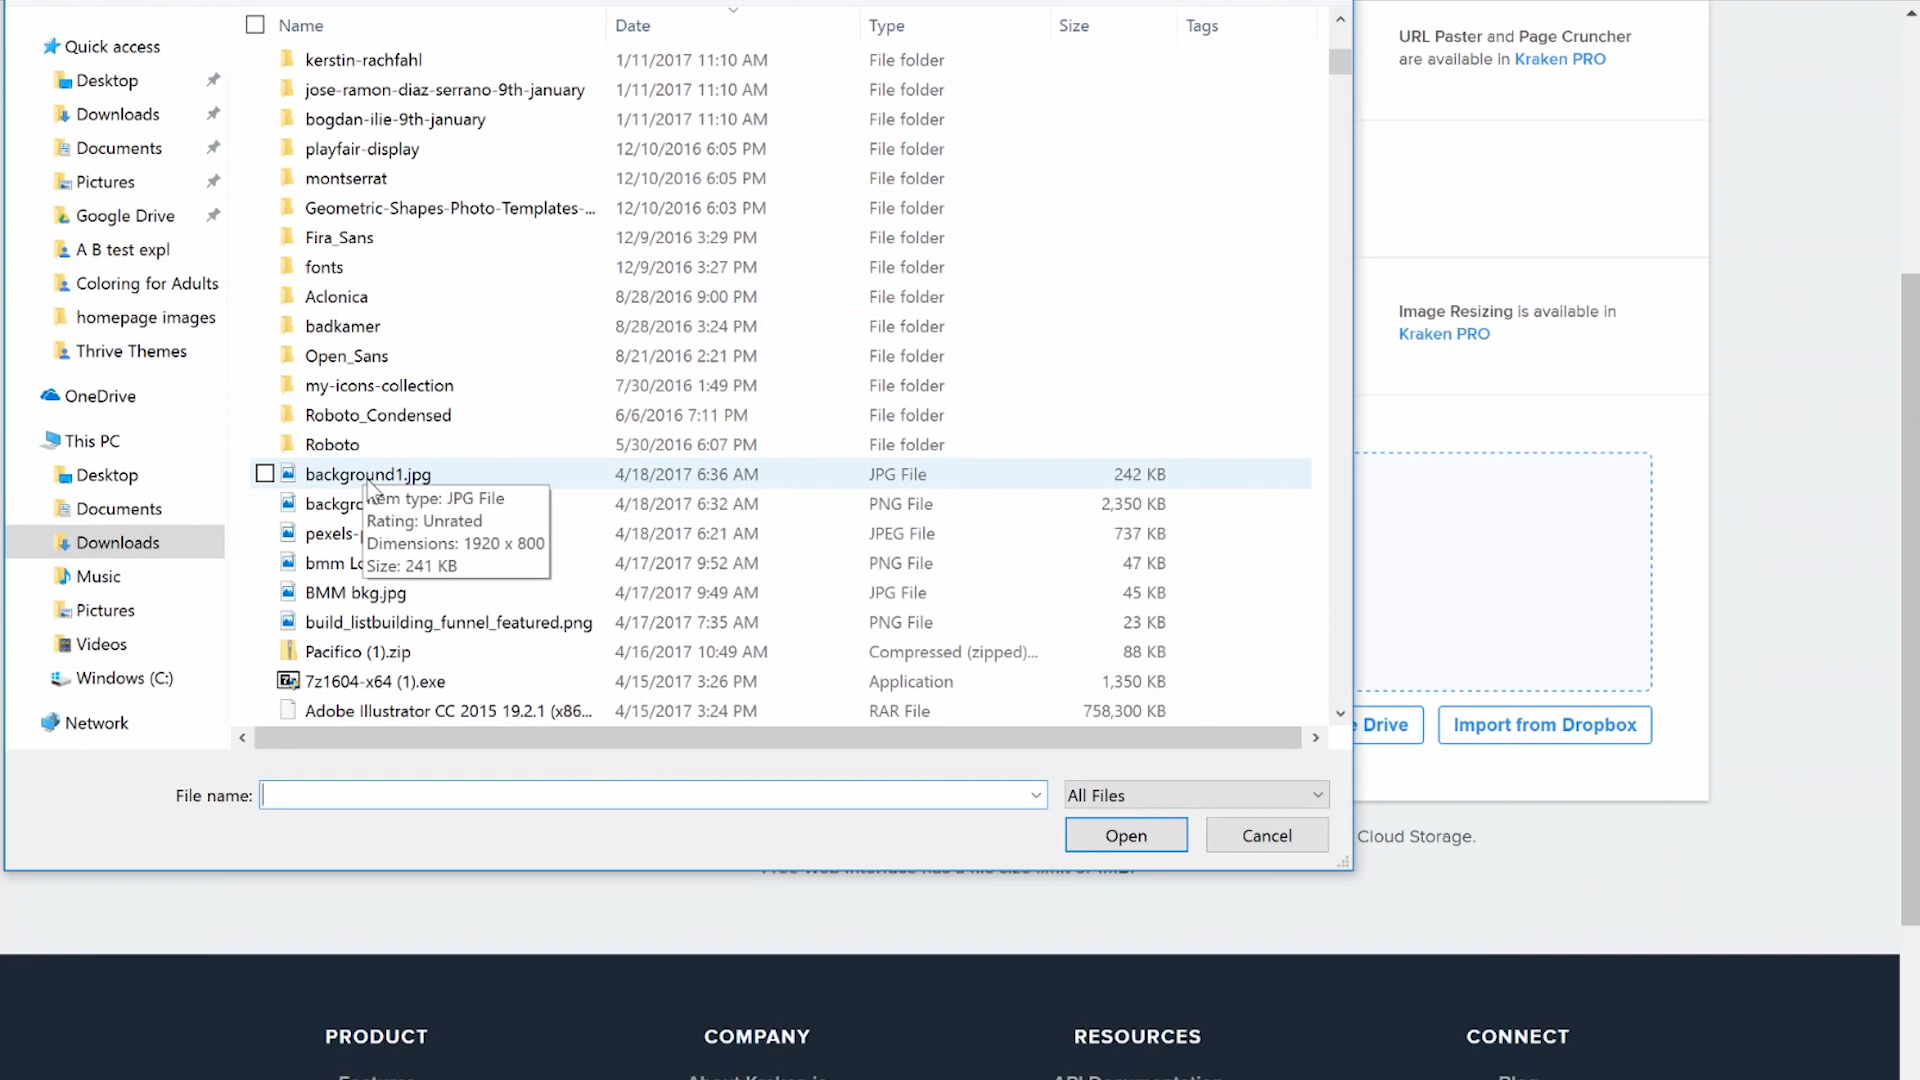 Name Date Type Size Tags
Quick access
Desktop
Downloads
Documents
Pictures
Google Drive
A B test expl
Coloring for Adults
homepage images
Thrive Themes
OneDrive
This PC
Desktop
Documents
Downloads
Music
Pictures
Videos
Windows (C:)
Network
kerstin-rachfahl 1/11/2017 11:10 AM File folder
jose-ramon-diaz-serrano-9th-january 1/11/2017 11:10 AM File folder
bogdan-ilie-9th-january 1/11/2017 11:10 AM File folder
playfair-display 12/10/2016 6:05 PM File folder
montserrat 12/10/2016 6:05 PM File folder
Geometric-Shapes-Photo-Templates-... 12/10/2016 6:03 PM File folder
Fira_Sans 12/9/2016 3:29 PM File folder
fonts 12/9/2016 3:27 PM File folder
Aclonica 8/28/2016 9:00 PM File folder
badkamer 8/28/2016 3:24 PM File folder
Open_Sans 8/21/2016 2:21 PM File folder
my-icons-collection 7/30/2016 1:49 PM File folder
Roboto_Condensed 6/6/2016 7:11 PM File folder
Roboto 5/30/2016 6:07 PM File folder
background1.jpg 4/18/2017 6:36 AM JPG File 242 KB
backgro 4/18/2017 6:32 AM PNG File 2,350 KB
pexels- 4/18/2017 6:21 AM JPEG File 737 KB
bmm Lo 4/17/2017 9:52 AM PNG File 47 KB
BMM bkg.jpg 4/17/2017 9:49 AM JPG File 45 KB
build_listbuilding_funnel_featured.png 4/17/2017 7:35 AM PNG File 23 KB
Pacifico (1).zip 4/16/2017 10:49 AM Compressed (zipped)... 88 KB
7z1604-x64 (1).exe 4/15/2017 3:26 PM Application 1,350 KB
Adobe Illustrator CC 2015 19.2.1 (x86... 4/15/2017 3:24 PM RAR File 758,300 KB
Item type: JPG File
Rating: Unrated
Dimensions: 1920 x 800
Size: 241 KB
File name: All Files
Open Cancel
URL Paster and Page Cruncher
are available in Kraken PRO
Image Resizing is available in
Kraken PRO
Drive Import from Dropbox
Cloud Storage.
PRODUCT COMPANY RESOURCES CONNECT